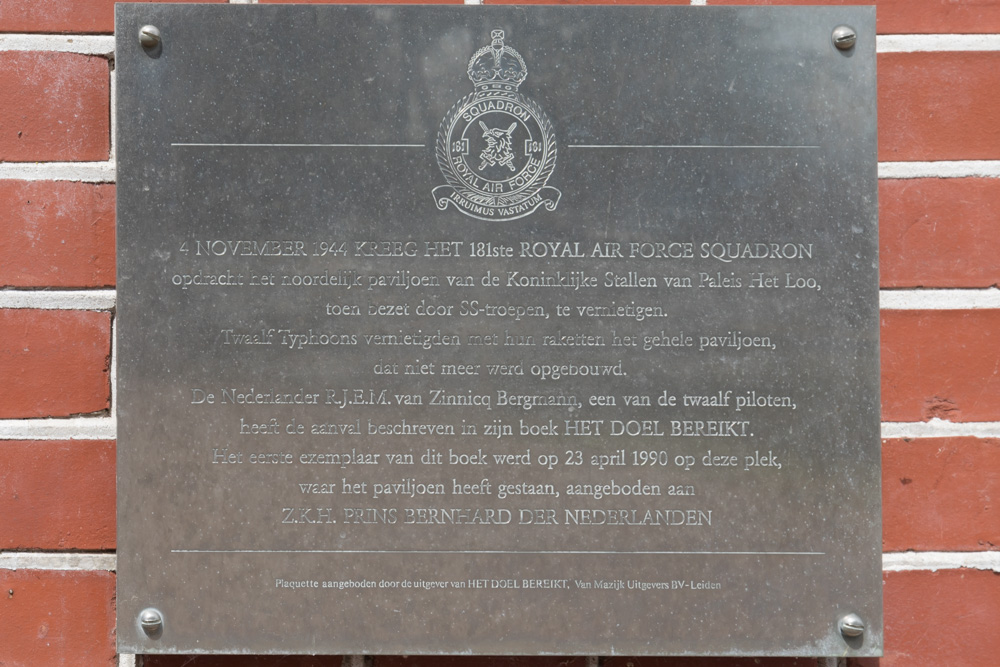 SQUADRON
181 181
ROYAL AIR FORCE
IRRUIMUS VASTATUM
4 NOVEMBER 1944 KREEG HET 181ste ROYAL AIR FORCE SQUADRON
opdracht het noordelijk paviljoen van de Koninklijke Stallen van Paleis Het Loo,
toen bezet door SS-troepen, te vernietigen.
Twaalf Typhoons vernietigden met hun raketten het gehele paviljoen,
dat niet meer werd opgebouwd.
De Nederlander R.J.E.M. van Zinnicq Bergmann, een van de twaalf piloten,
heeft de aanval beschreven in zijn boek HET DOEL BEREIKT.
Het eerste exemplaar van dit boek werd op 23 april 1990 op deze plek,
waar het paviljoen heeft gestaan, aangeboden aan
Z.K.H. PRINS BERNHARD DER NEDERLANDEN
Plaquette aangeboden door de uitgever van HET DOEL BEREIKT, Van Mazijk Uitgevers BV-Leiden